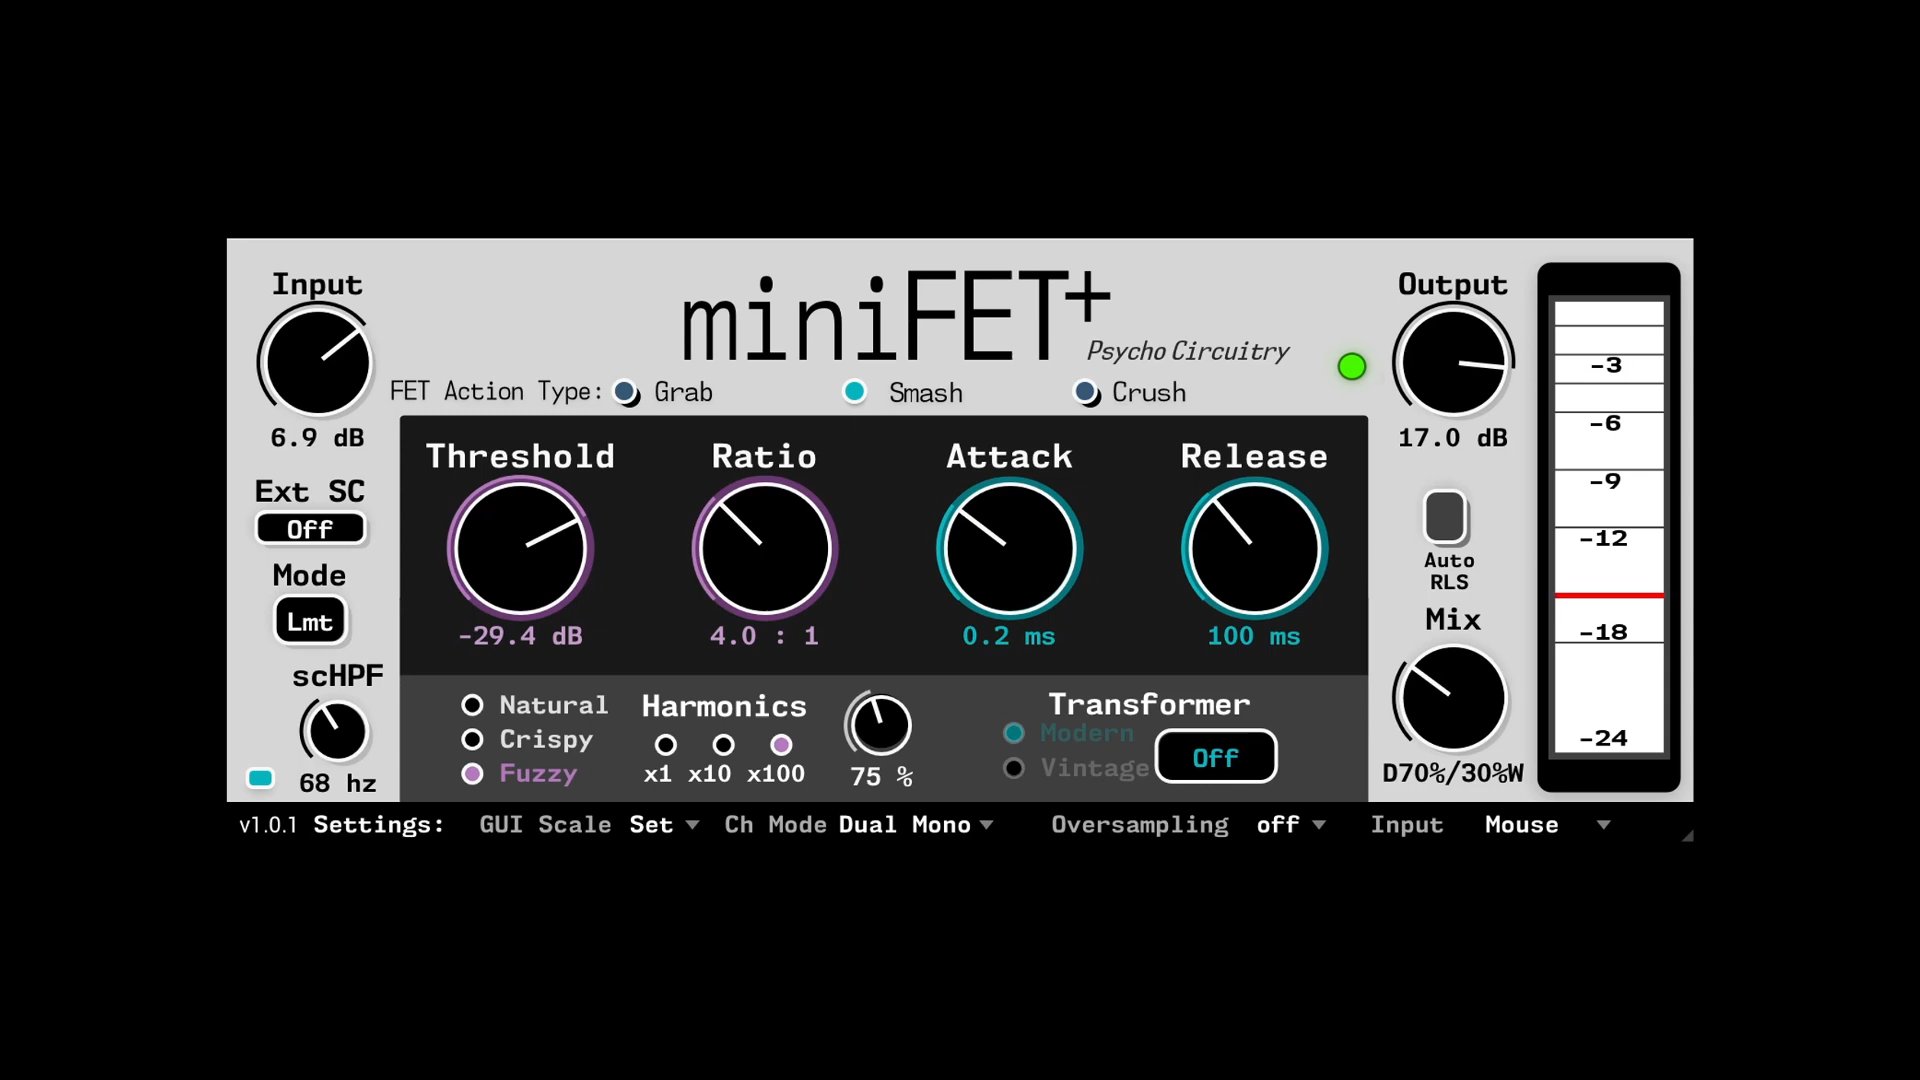 Input
6.9 dB
Ext SC
Off
Mode
Lmt
scHPF
68 hz
miniFET+
Psycho Circuitry
FET Action Type: Grab Smash Crush
Threshold Ratio Attack Release
-29.4 dB 4.0 : 1 0.2 ms 100 ms
Natural
Crispy
Fuzzy
Harmonics
x1 x10 x100
75 %
Transformer
Modern
Vintage
Off
Output
17.0 dB
Auto
RLS
Mix
D70%/30%W
-3
-6
-9
-12
-18
-24
v1.0.1 Settings: GUI Scale Set Ch Mode Dual Mono Oversampling off Input Mouse